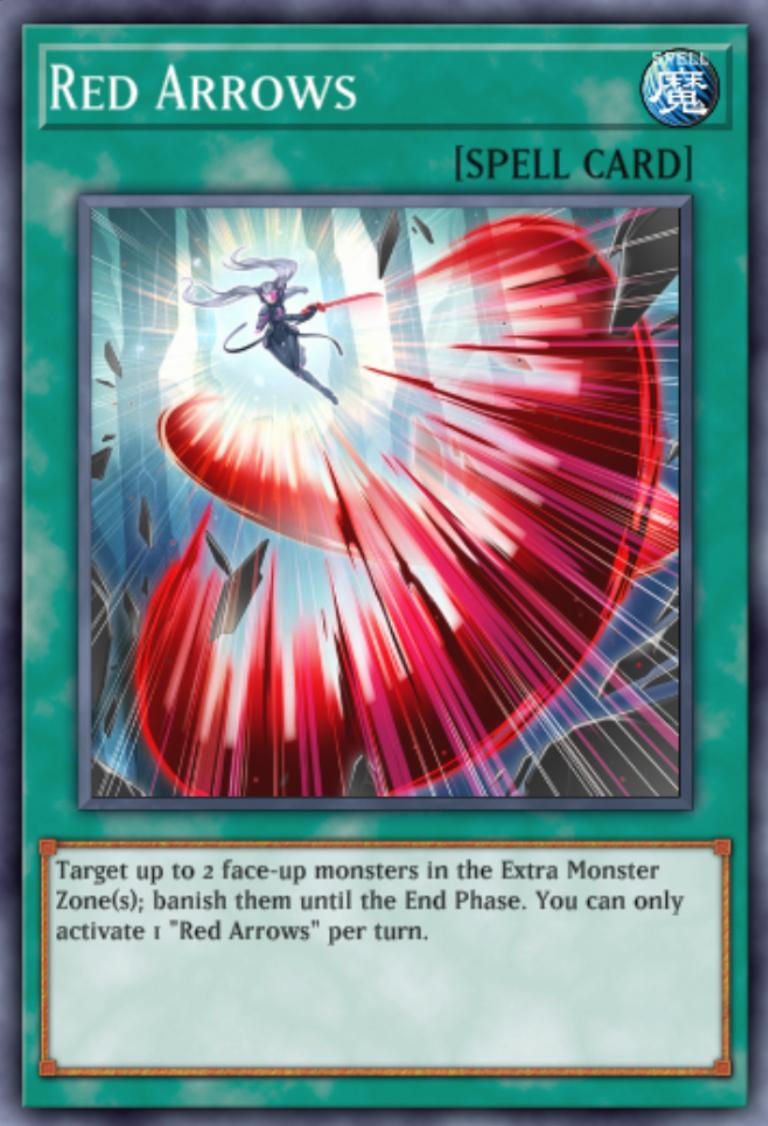 Red Arrows
SPELL
魔
[SPELL CARD]
Target up to 2 face-up monsters in the Extra Monster
Zone(s); banish them until the End Phase. You can only
activate 1 "Red Arrows" per turn.